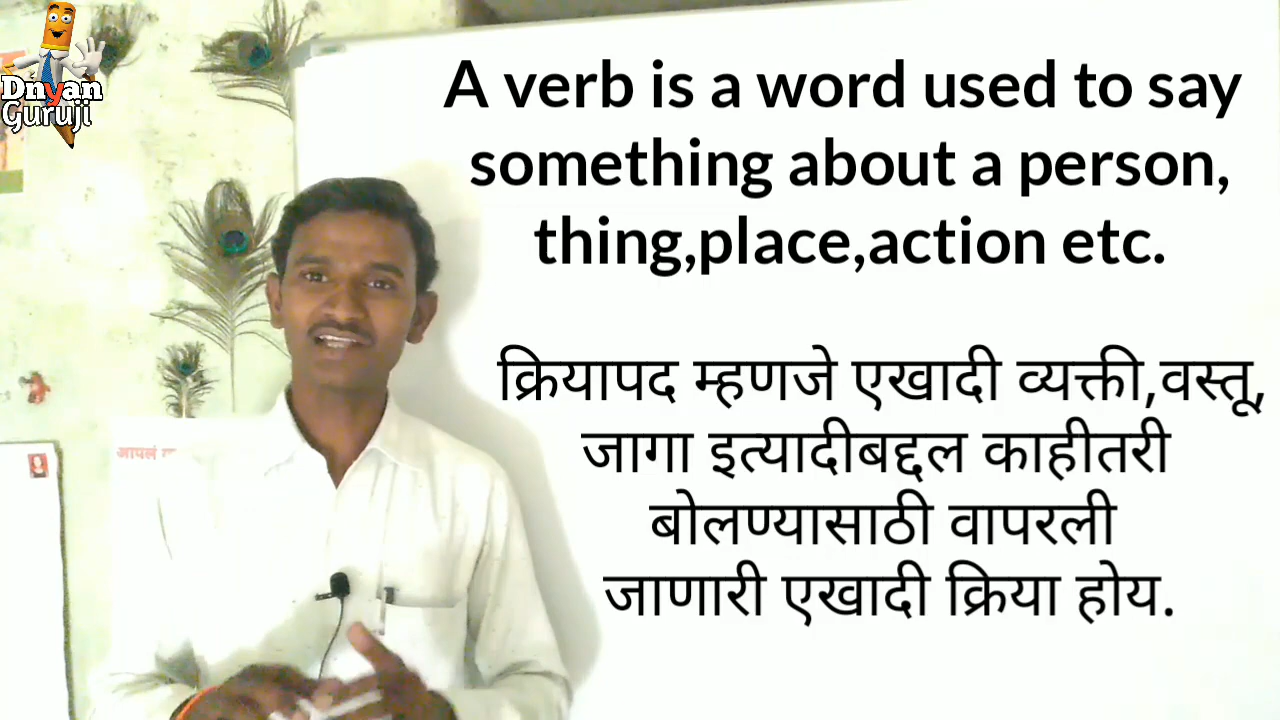 Dnyan
Guruji
A verb is a word used to say
something about a person,
thing,place,action etc.
क्रियापद म्हणजे एखादी व्यक्ती,वस्तू,
जागा इत्यादीबद्दल काहीतरी
बोलण्यासाठी वापरली
जाणारी एखादी क्रिया होय.
आपलं